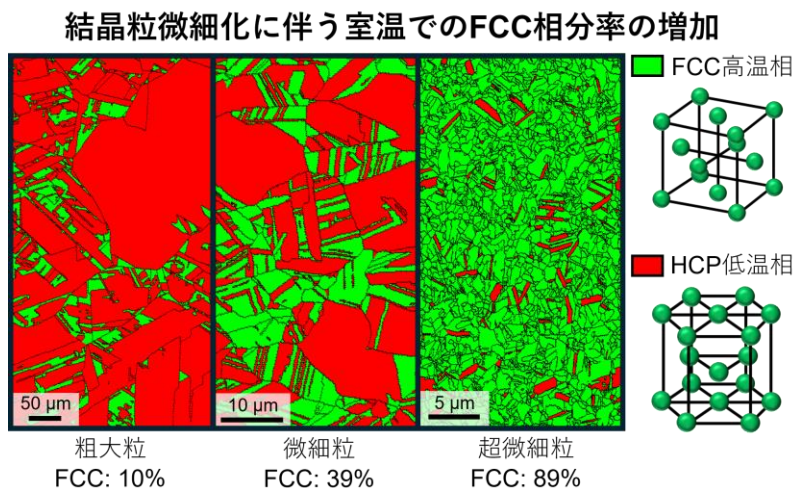 結晶粒微細化に伴う室温でのFCC相分率の増加
FCC高温相
HCP低温相
50 μm
10 μm
5 μm
粗大粒
FCC: 10%
微細粒
FCC: 39%
超微細粒
FCC: 89%